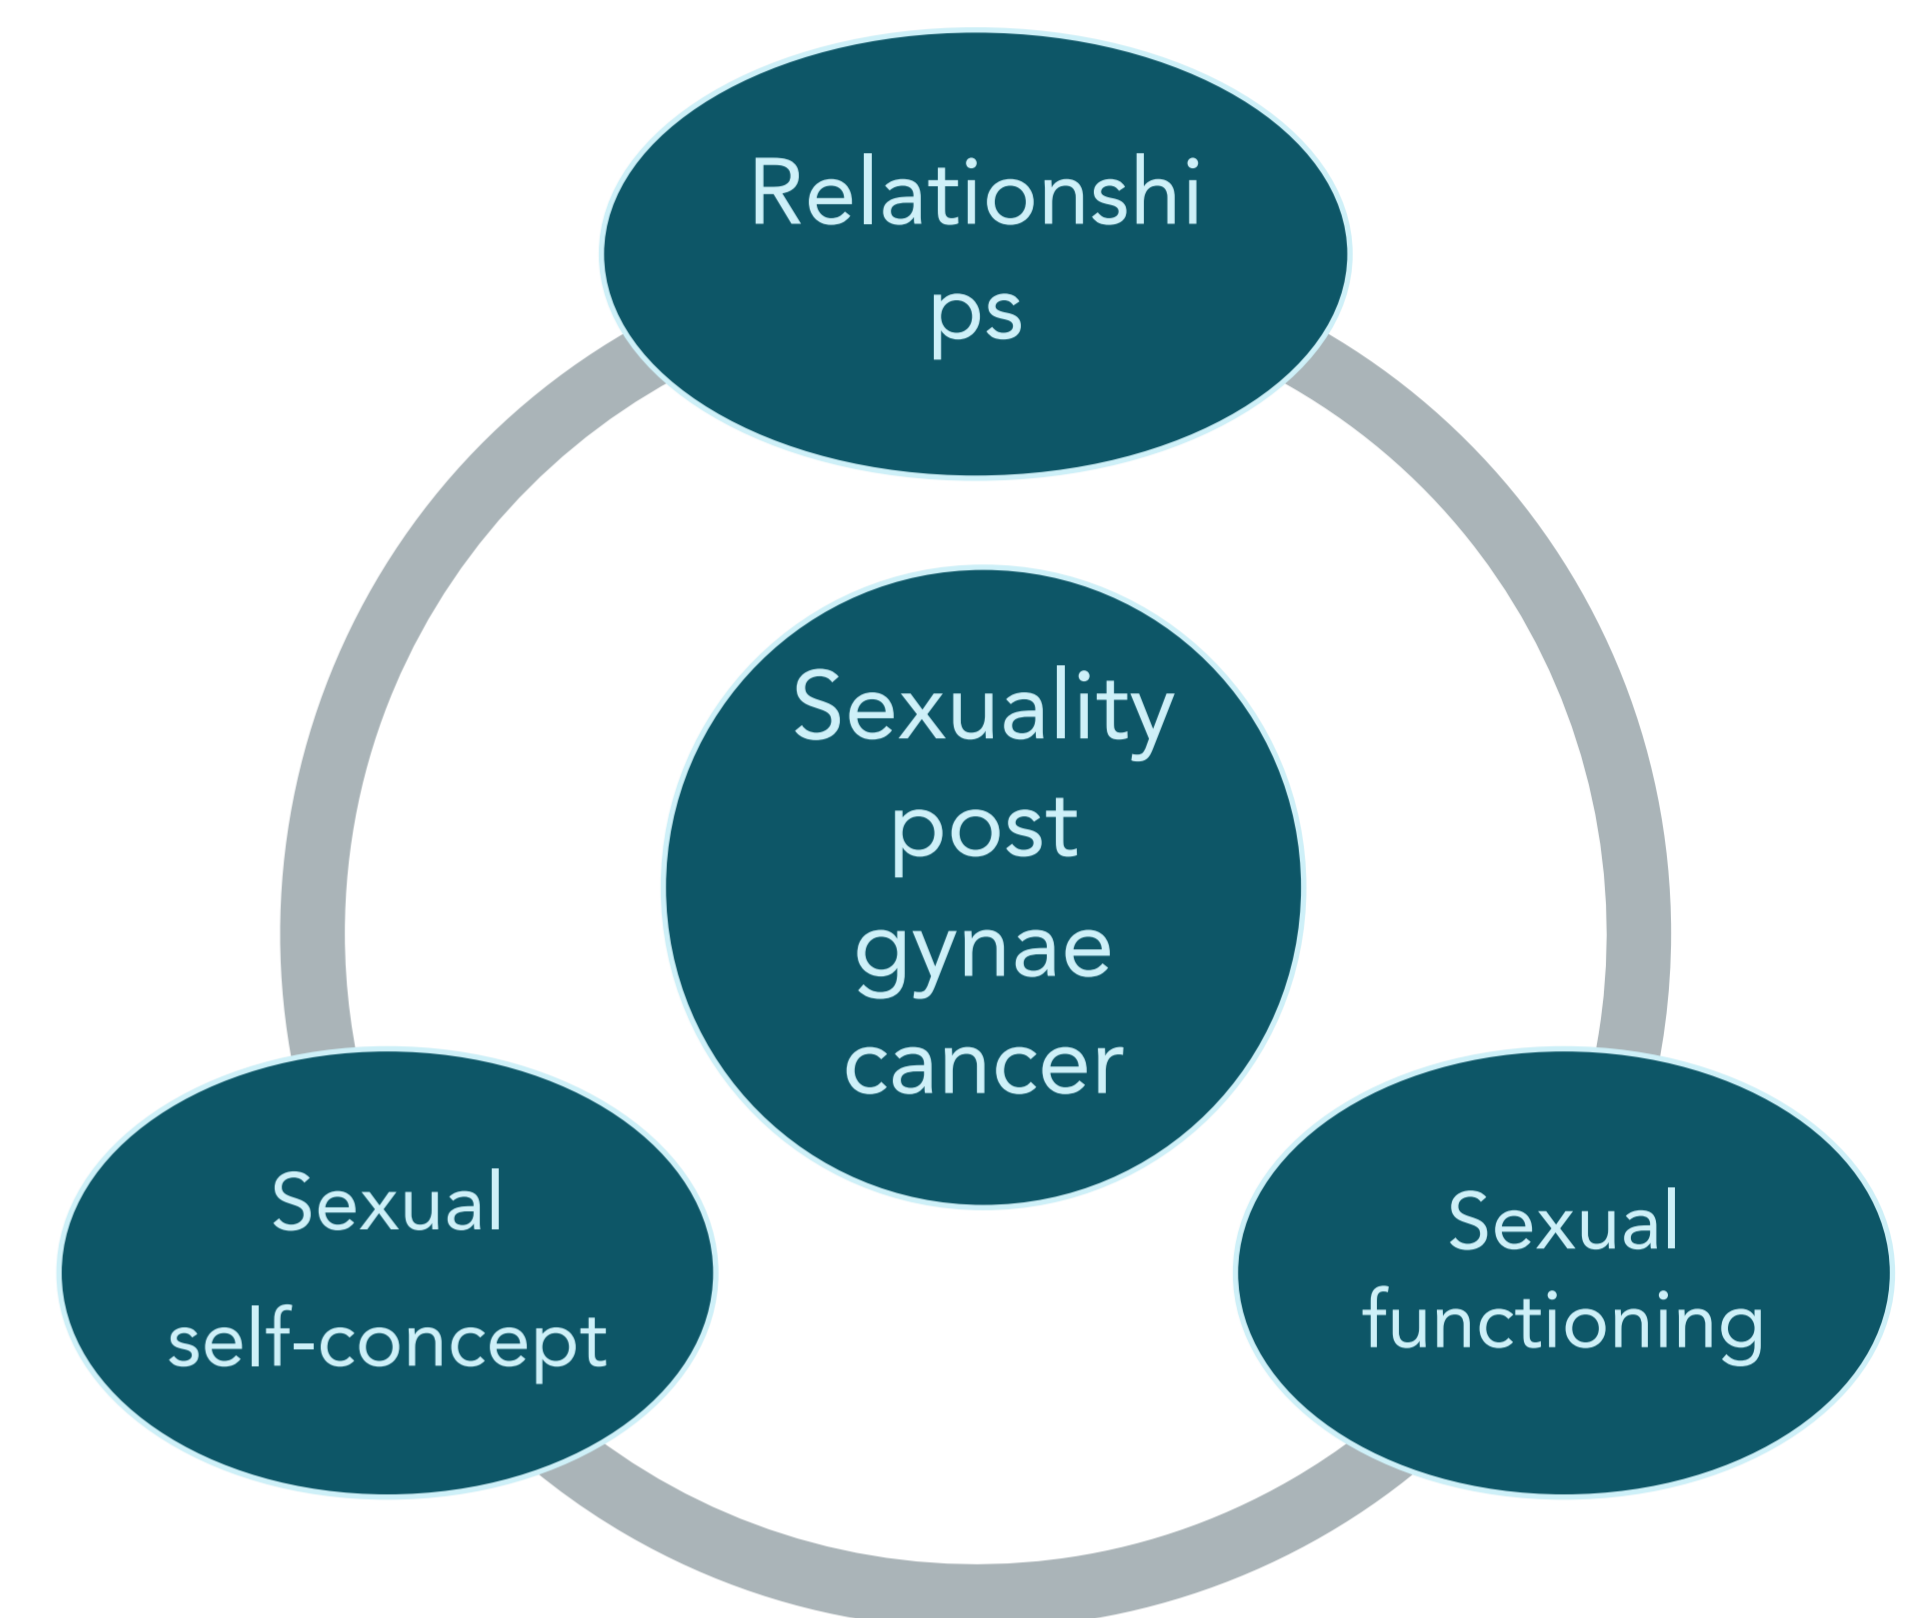 Relationshi
ps
Sexuality
post
gynae
cancer
Sexual
self-concept
Sexual
functioning